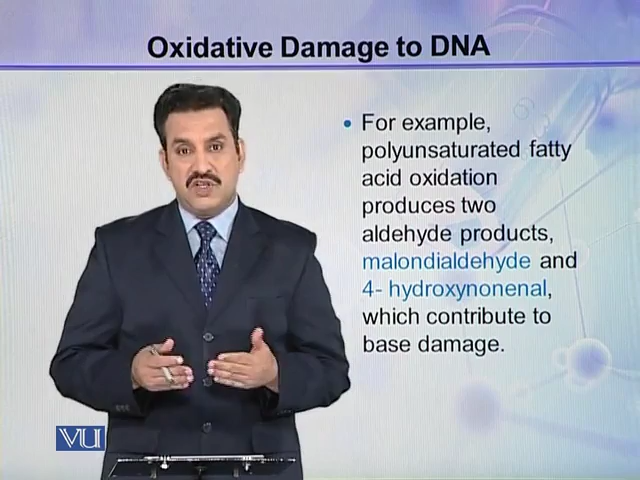 Oxidative Damage to DNA
• For example,
polyunsaturated fatty
acid oxidation
produces two
aldehyde products,
malondialdehyde and
4- hydroxynonenal,
which contribute to
base damage.
VU